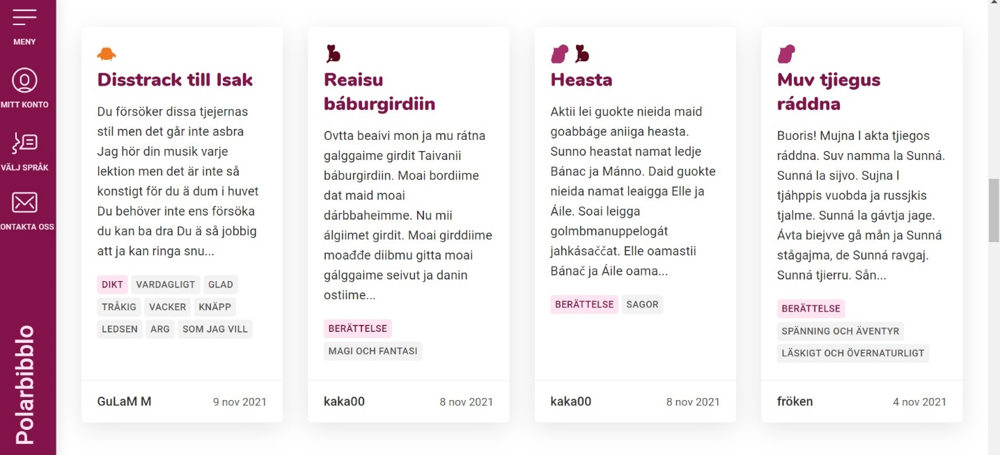 MENY
MITT KONTO
VÄLJ SPRÅK
ONTAKTA OSS
Polarbibblo
Disstrack till Isak
Du försöker dissa tjejernas
stil men det går inte asbra
Jag hör din musik varje
lektion men det är inte så
konstigt för du ä dum i huvet
Du behöver inte ens försöka
du kan ba dra Du ä så jobbig
att ja kan ringa snu...
DIKT VARDAGLIGT GLAD
TRÅKIG VACKER KNÄPP
LEDSEN ARG SOM JAG VILL
GuLaM M 9 nov 2021
Reaisu
báburgirdiin
Ovtta beaivi mon ja mu rátna
galggaime girdit Taivanii
báburgirdiin. Moai bordiime
dat maid moai
dárbbaheimme. Nu mii
álgiimet girdit. Moai girddiime
moađđe diibmu gitta moai
gálggaime seivut ja danin
ostiime...
BERÄTTELSE
MAGI OCH FANTASI
kaka00 8 nov 2021
Heasta
Aktii lei guokte nieida maid
goabbáge aniiga heasta.
Sunno heastat namat ledje
Bánac ja Mánno. Daid guokte
nieida namat leaigga Elle ja
Áile. Soai leigga
golmbmanuppelogát
jahkásaččat. Elle oamastii
Bánač ja Áile oama...
BERÄTTELSE SAGOR
kaka00 8 nov 2021
Muv tjiegus
ráddna
Buoris! Mujna l akta tjiegos
ráddna. Suv namma la Sunná.
Sunná la sijvo. Sujna l
tjáhppis vuobda ja russjkis
tjalme. Sunná la gávtja jage.
Ávta biejvve gå mån ja Sunná
stågajma, de Sunná ravgaj.
Sunná tjierru. Sån...
BERÄTTELSE
SPÄNNING OCH ÄVENTYR
LÄSKIGT OCH ÖVERNATURLIGT
fröken 4 nov 2021